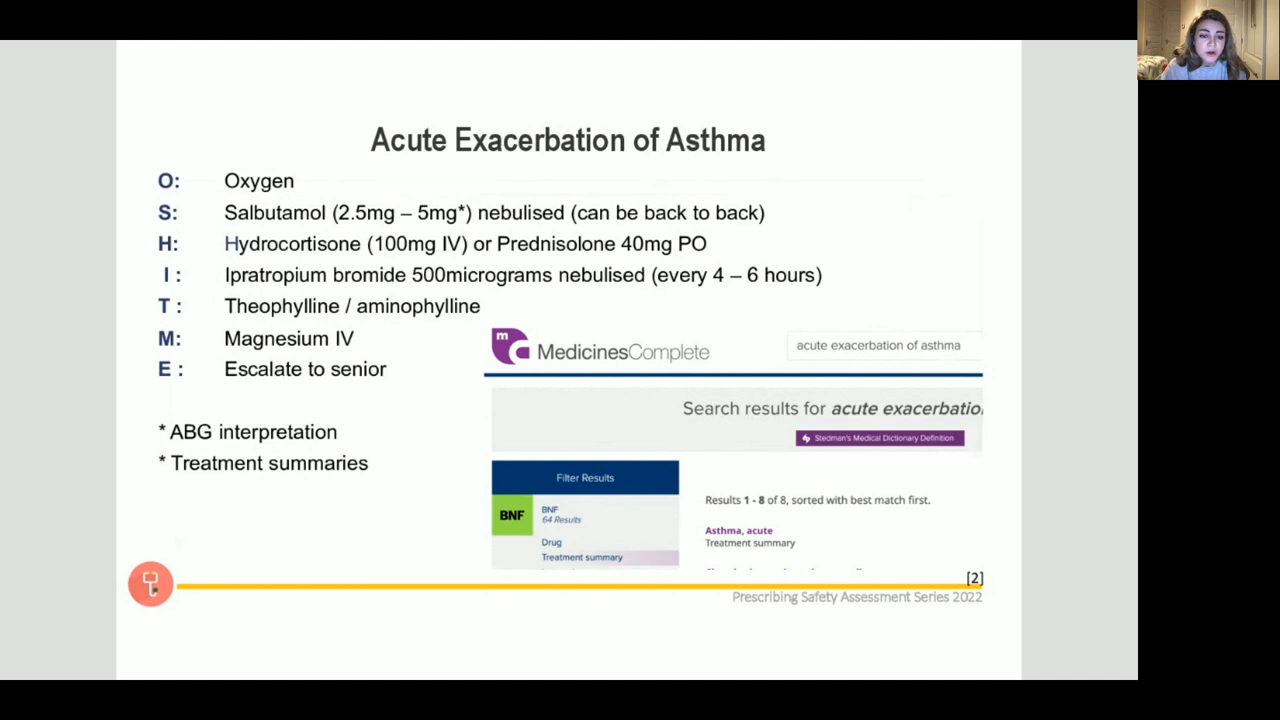 Acute Exacerbation of Asthma
O: Oxygen
S: Salbutamol (2.5mg – 5mg*) nebulised (can be back to back)
H: Hydrocortisone (100mg IV) or Prednisolone 40mg PO
I : Ipratropium bromide 500micrograms nebulised (every 4 – 6 hours)
T : Theophylline / aminophylline
M: Magnesium IV
E : Escalate to senior
* ABG interpretation
* Treatment summaries
m
MedicinesComplete
acute exacerbation of asthma
Search results for acute exacerbatio
Stedman's Medical Dictionary Definition
Filter Results
BNF
BNF
64 Results
Drug
Treatment summary
Results 1 - 8 of 8, sorted with best match first.
Asthma, acute
Treatment summary
[2]
Prescribing Safety Assessment Series 2022